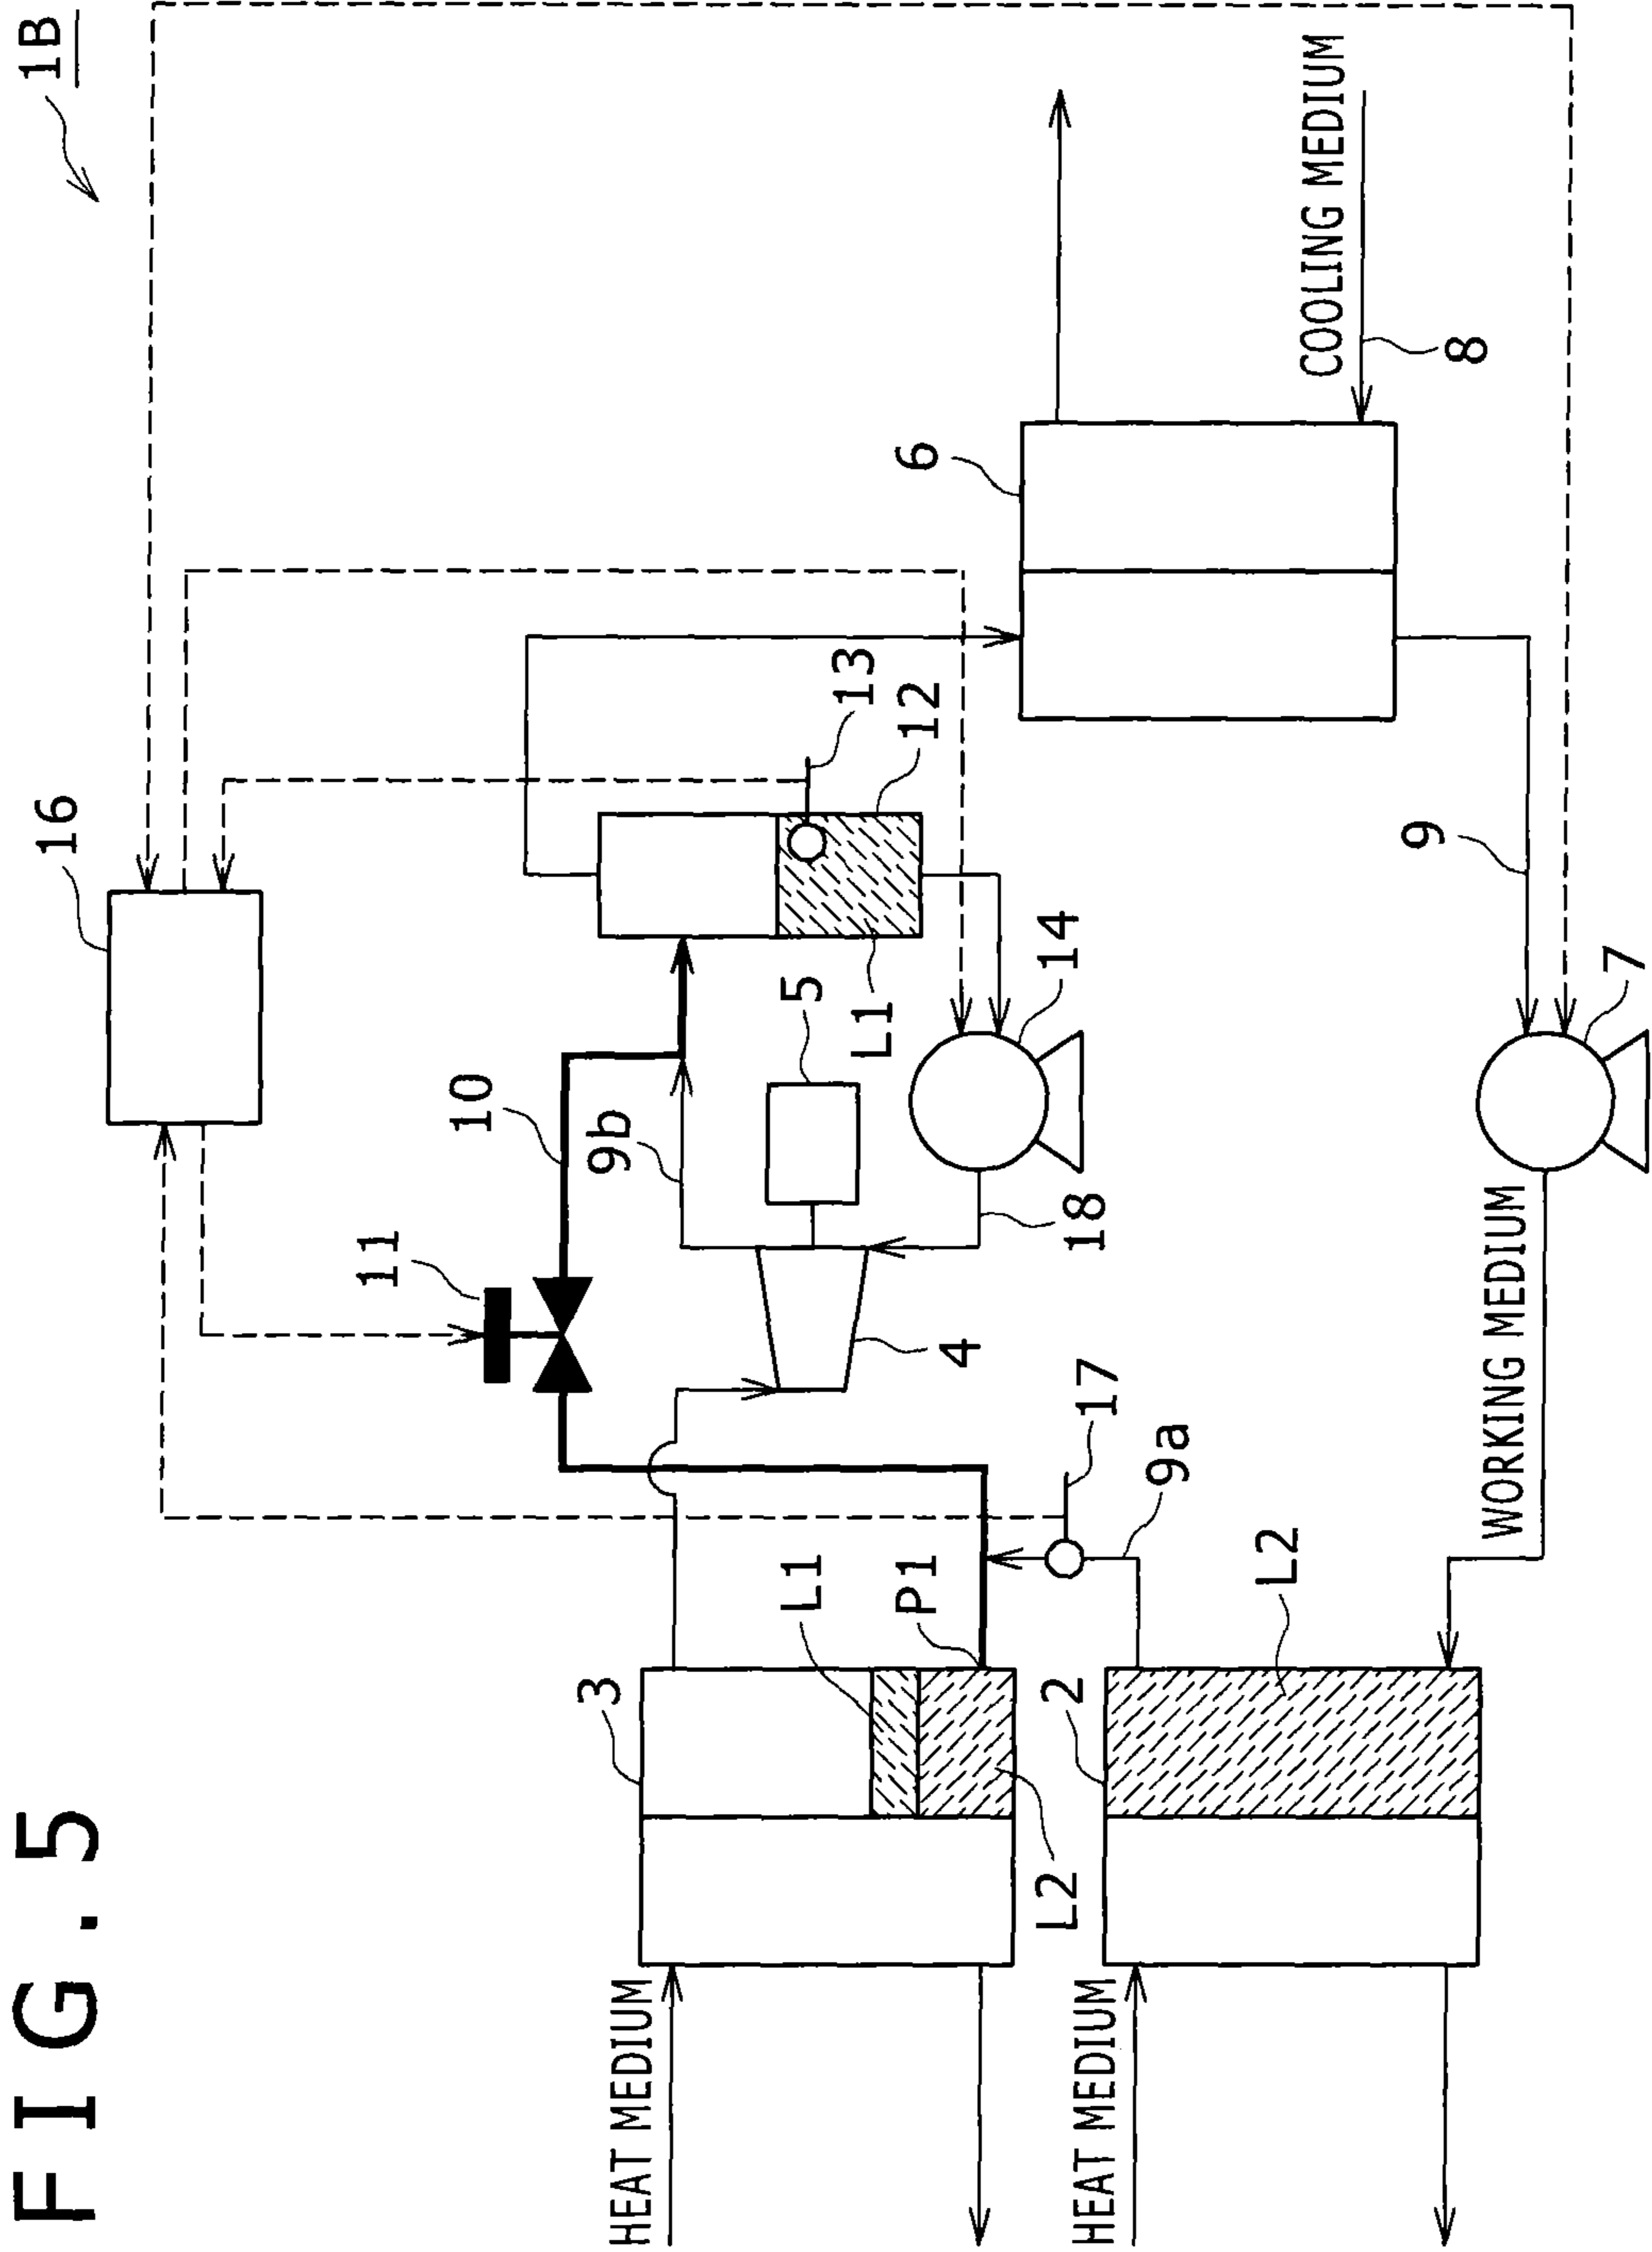 FIG.5
1B
16
11
10
9b
5
L1
13
12
6
COOLING MEDIUM
8
3
L1
P1
4
14
18
17
9a
9
HEAT MEDIUM
L2
2
L2
WORKING MEDIUM
7
HEAT MEDIUM